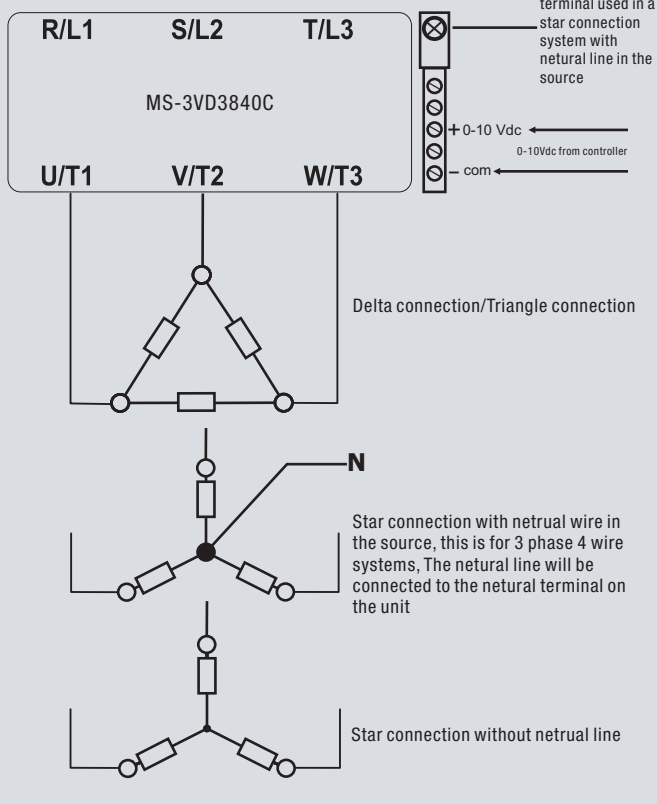 terminal used in a
star connection
system with
netural line in the
source
R/L1 S/L2 T/L3
MS-3VD3840C
+ 0-10 Vdc
0-10Vdc from controller
– com
U/T1 V/T2 W/T3
Delta connection/Triangle connection
N
Star connection with netrual wire in
the source, this is for 3 phase 4 wire
systems, The netural line will be
connected to the netural terminal on
the unit
Star connection without netrual line